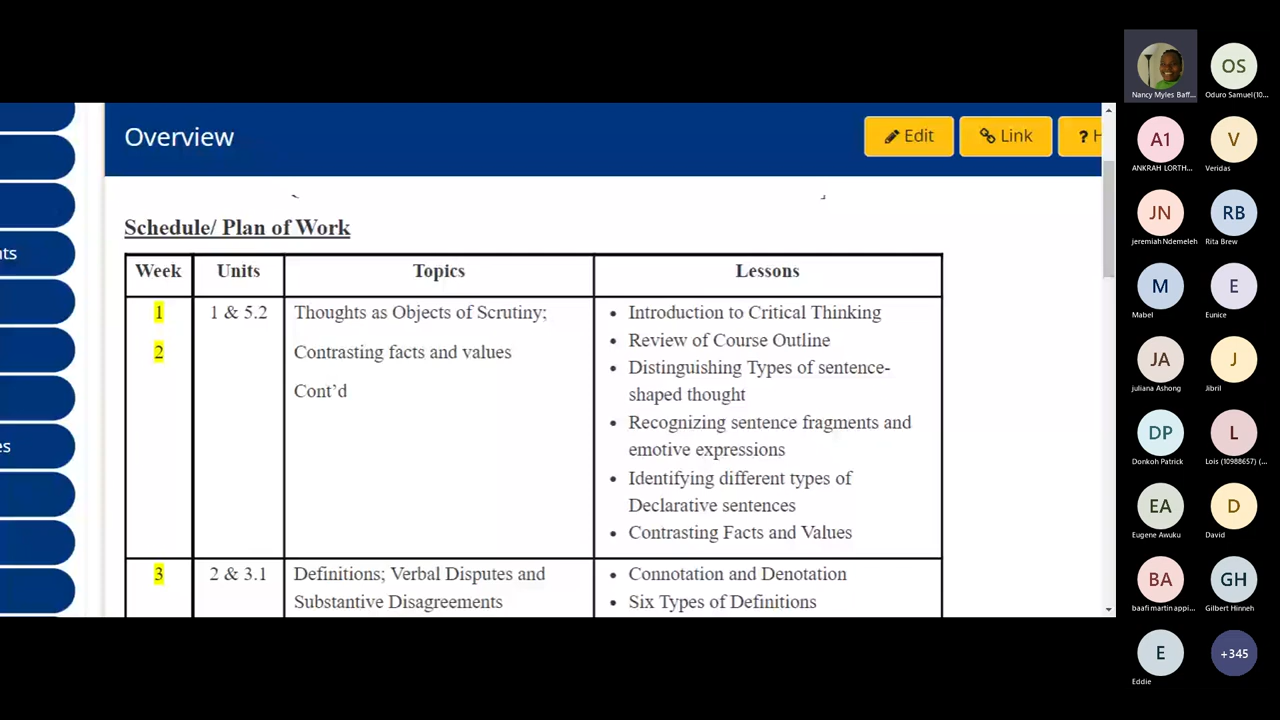 Overview
Edit
Link
? H
ts
es
Schedule/ Plan of Work
Week Units Topics Lessons
1 1 & 5.2 Thoughts as Objects of Scrutiny;
2 Contrasting facts and values
Cont’d
• Introduction to Critical Thinking
• Review of Course Outline
• Distinguishing Types of sentence-
shaped thought
• Recognizing sentence fragments and
emotive expressions
• Identifying different types of
Declarative sentences
• Contrasting Facts and Values
3 2 & 3.1 Definitions; Verbal Disputes and
Substantive Disagreements
• Connotation and Denotation
• Six Types of Definitions
Nancy Myles Baff...
OS
Oduro Samuel(10...
A1
ANKRAH LORTH...
V
Veridas
JN
jeremiah Ndemeleh
RB
Rita Brew
M
Mabel
E
Eunice
JA
juliana Ashong
J
Jibril
DP
Donkoh Patrick
L
Lois (10988657) (...
EA
Eugene Awuku
D
David
BA
baafi martin appi...
GH
Gilbert Hinneh
E
Eddie
+345